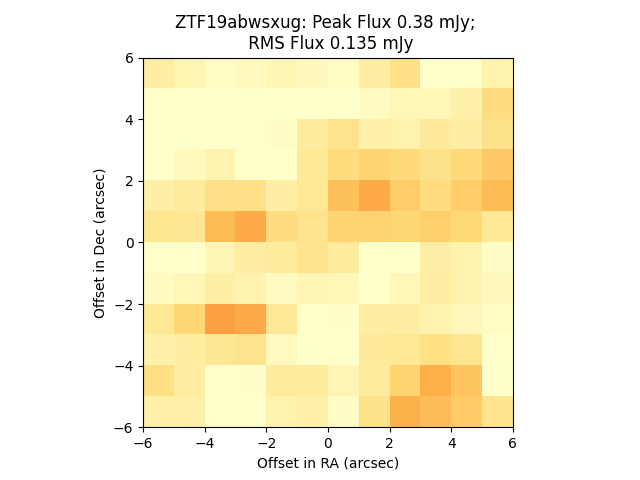 ZTF19abwsxug: Peak Flux 0.38 mJy;
RMS Flux 0.135 mJy
6
4
2
0
−2
−4
−6
Offset in Dec (arcsec)
−6 −4 −2 0 2 4 6
Offset in RA (arcsec)